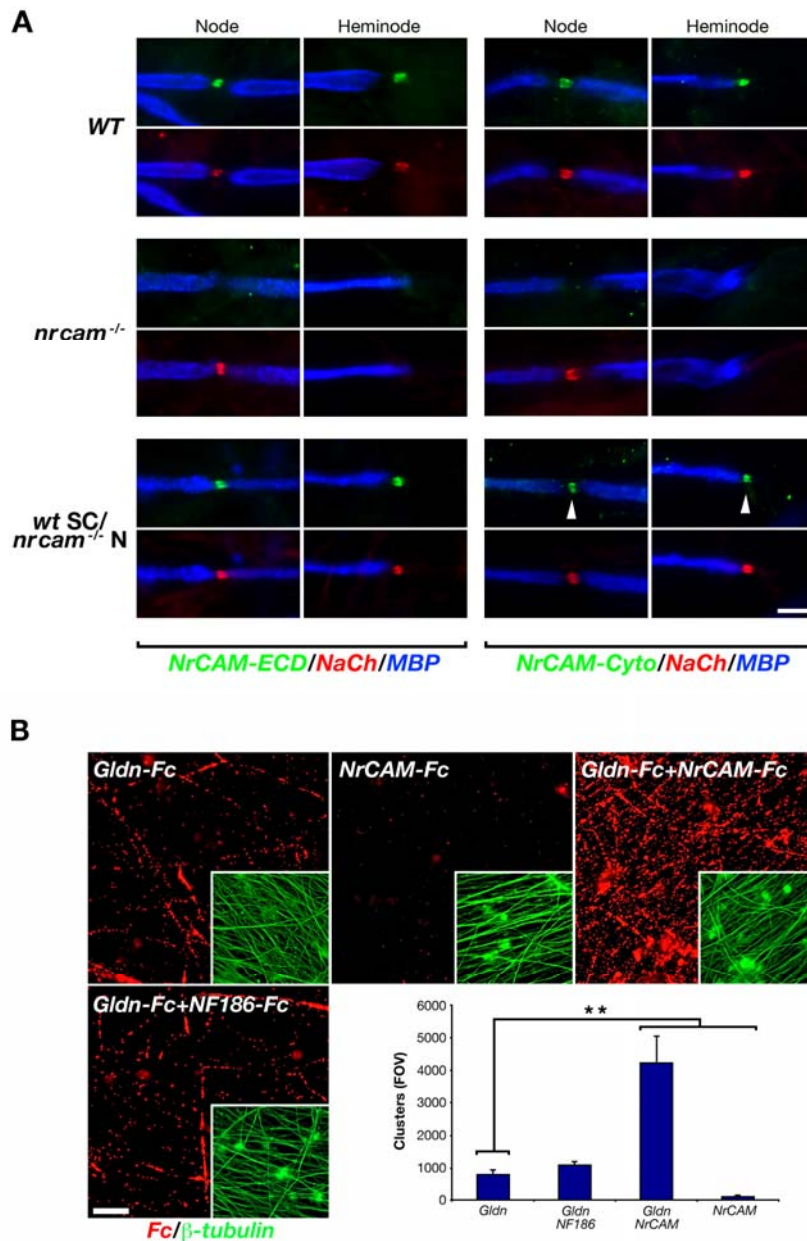 A
Node Heminode Node Heminode
WT
nrcam-/-
wt SC/
nrcam-/- N
NrCAM-ECD/NaCh/MBP NrCAM-Cyto/NaCh/MBP
B
Gldn-Fc NrCAM-Fc Gldn-Fc+NrCAM-Fc
Gldn-Fc+NF186-Fc
Fc/β-tubulin
**
Clusters (FOV)
6000
5000
4000
3000
2000
1000
0
Gldn Gldn Gldn NrCAM
NF186 NrCAM